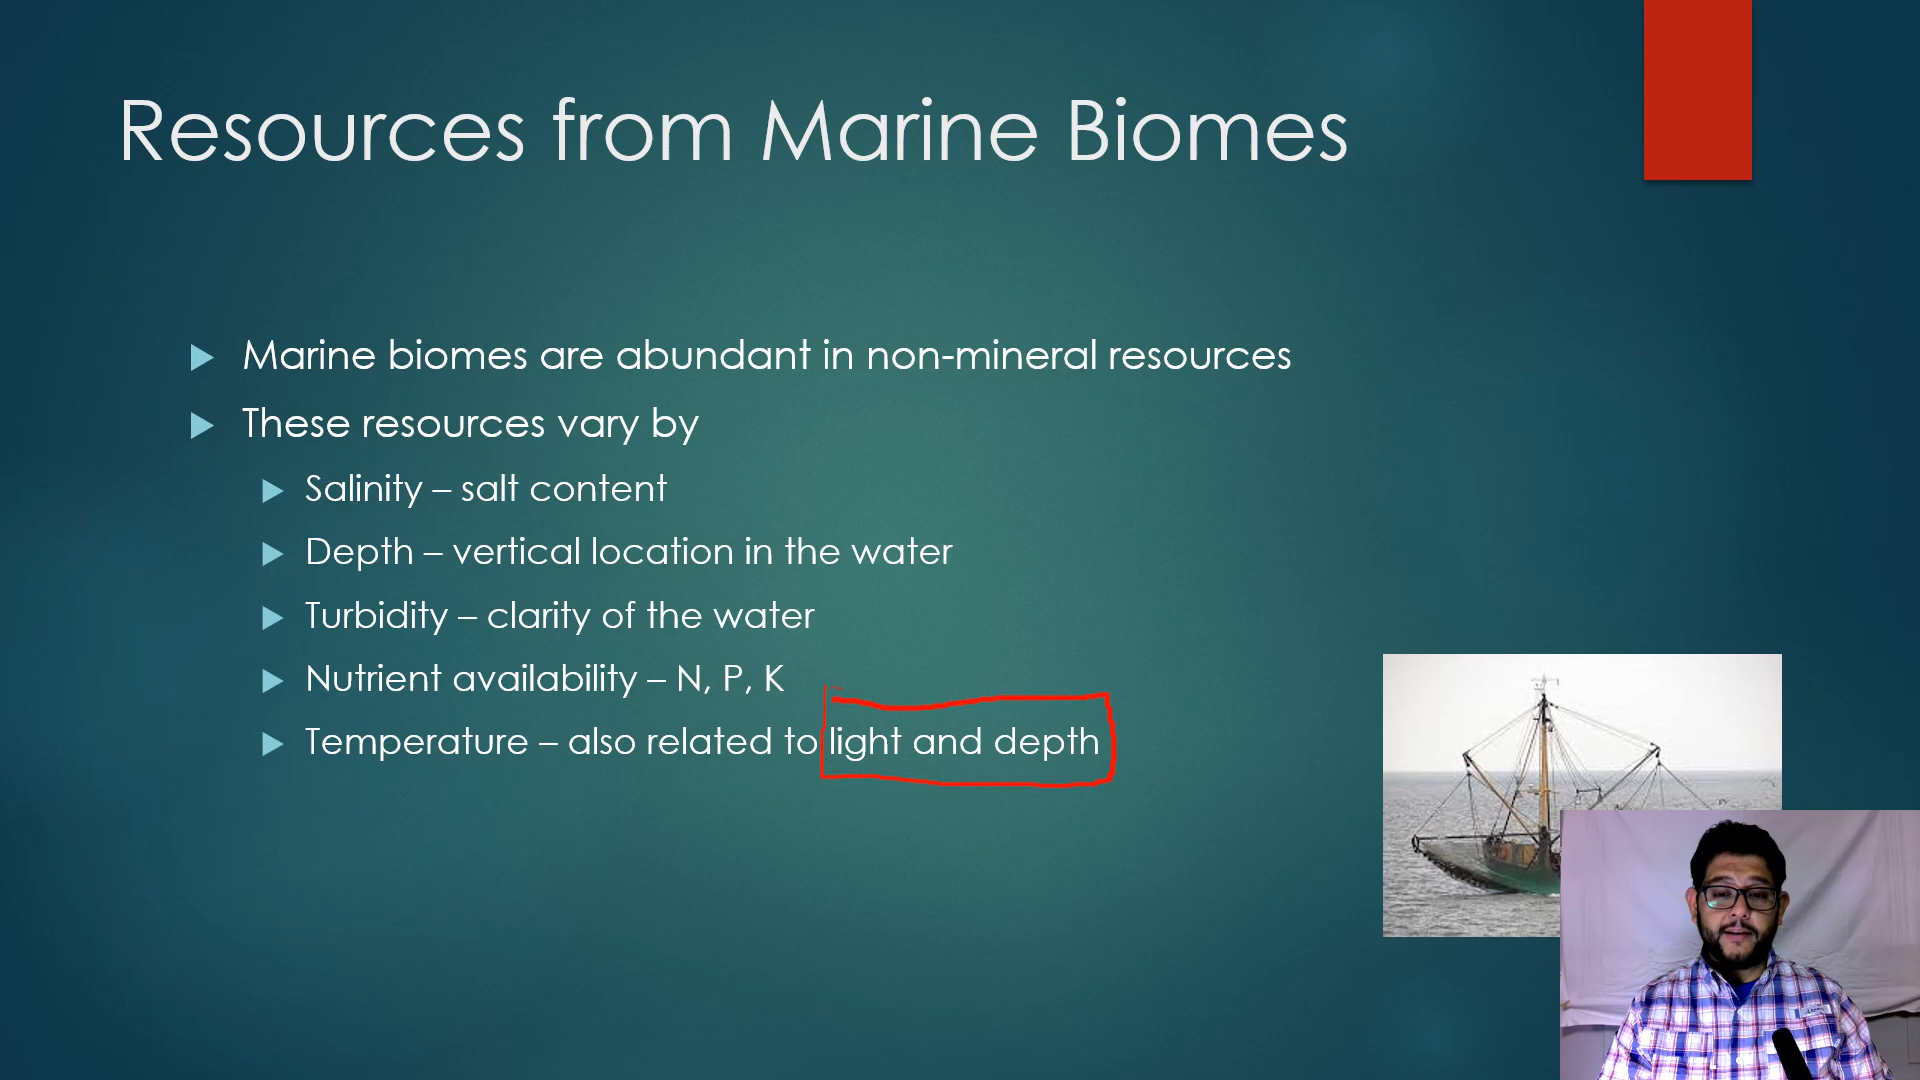 Resources from Marine Biomes
Marine biomes are abundant in non-mineral resources
These resources vary by
Salinity – salt content
Depth – vertical location in the water
Turbidity – clarity of the water
Nutrient availability – N, P, K
Temperature – also related to light and depth